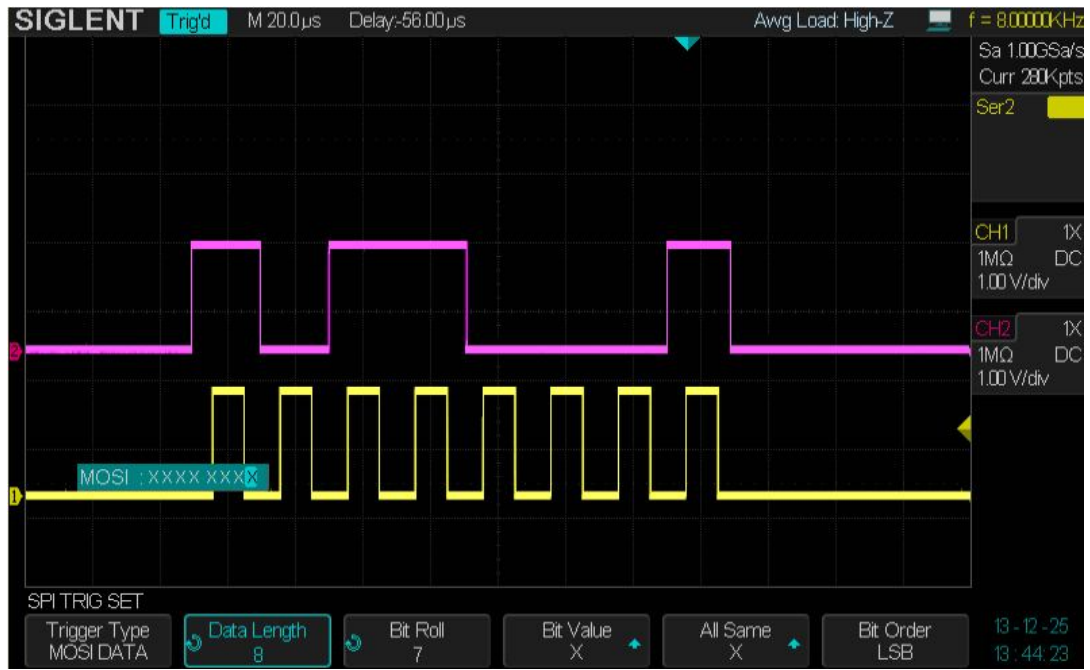 SIGLENT Trig'd M 20.0µs Delay:-56.00µs Awg Load: High-Z f = 8.00000KHz
Sa 1.00GSa/s
Curr 280Kpts
Ser2
CH1 1X
1MΩ DC
1.00 V/div
2
CH2 1X
1MΩ DC
1.00 V/div
MOSI : XXXX XXXX
1
SPI TRIG SET
Trigger Type
MOSI DATA
Data Length
8
Bit Roll
7
Bit Value
X
All Same
X
Bit Order
LSB
13-12-25
13:44:23